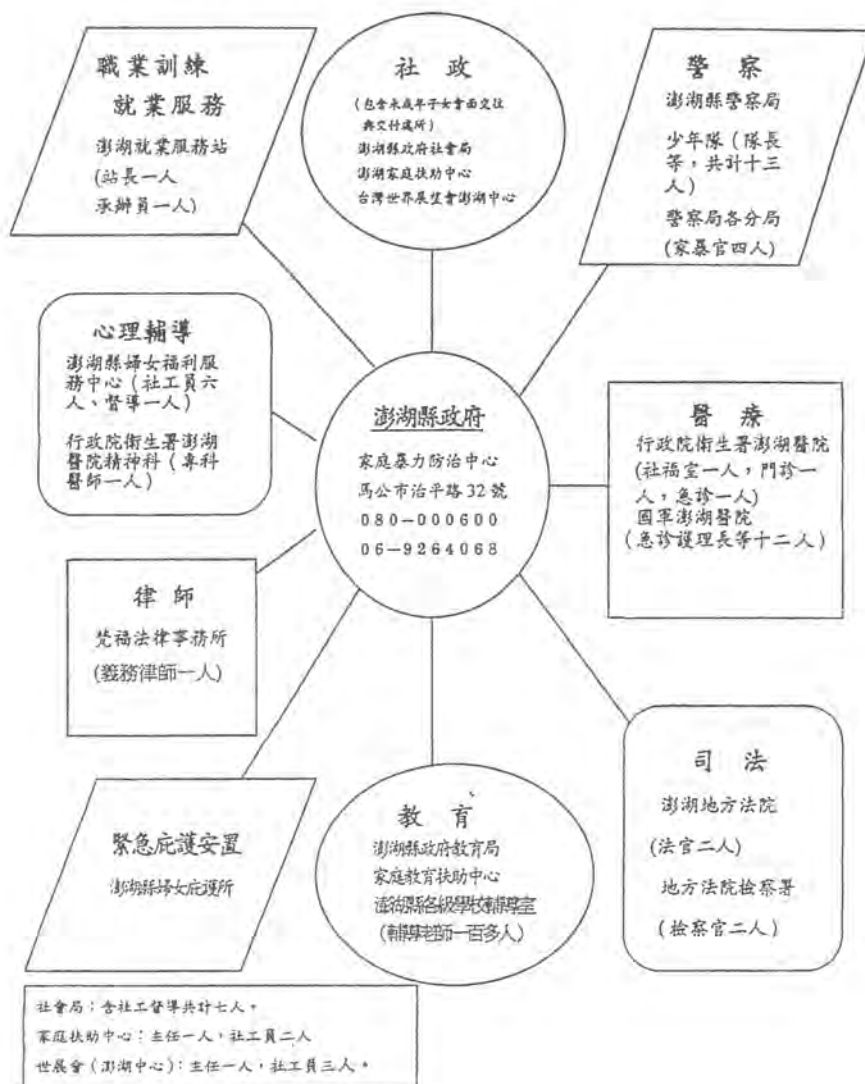 職業訓練
就業服務
澎湖就業服務站
(站長一人
承辦員一人)
社 政
(包含未成年子女會面交往
與交付處所)
澎湖縣政府社會局
澎湖家庭扶助中心
台灣世界展望會澎湖中心
警 察
澎湖縣警察局
少年隊(隊長
等,共計十三
人)
警察局各分局
(家暴官四人)
心理輔導
澎湖縣婦女福利服
務中心(社工員六
人、督導一人)
行政院衛生署澎湖
醫院精神科(專科
醫師一人)
澎湖縣政府
家庭暴力防治中心
馬公市治平路32號
080-000600
06-9264068
醫 療
行政院衛生署澎湖醫院
(社福室一人,門診一
人,急診一人)
國軍澎湖醫院
(急診護理長等十二人)
律 師
梵福法律事務所
(義務律師一人)
緊急庇護安置
澎湖縣婦女庇護所
教 育
澎湖縣政府教育局
家庭教育扶助中心
澎湖縣各級學校輔導室
(輔導老師一百多人)
司 法
澎湖地方法院
(法官二人)
地方法院檢察署
(檢察官二人)
社會局:含社工督導共計七人。
家庭扶助中心:主任一人,社工員二人
世展會(澎湖中心):主任一人,社工員三人。